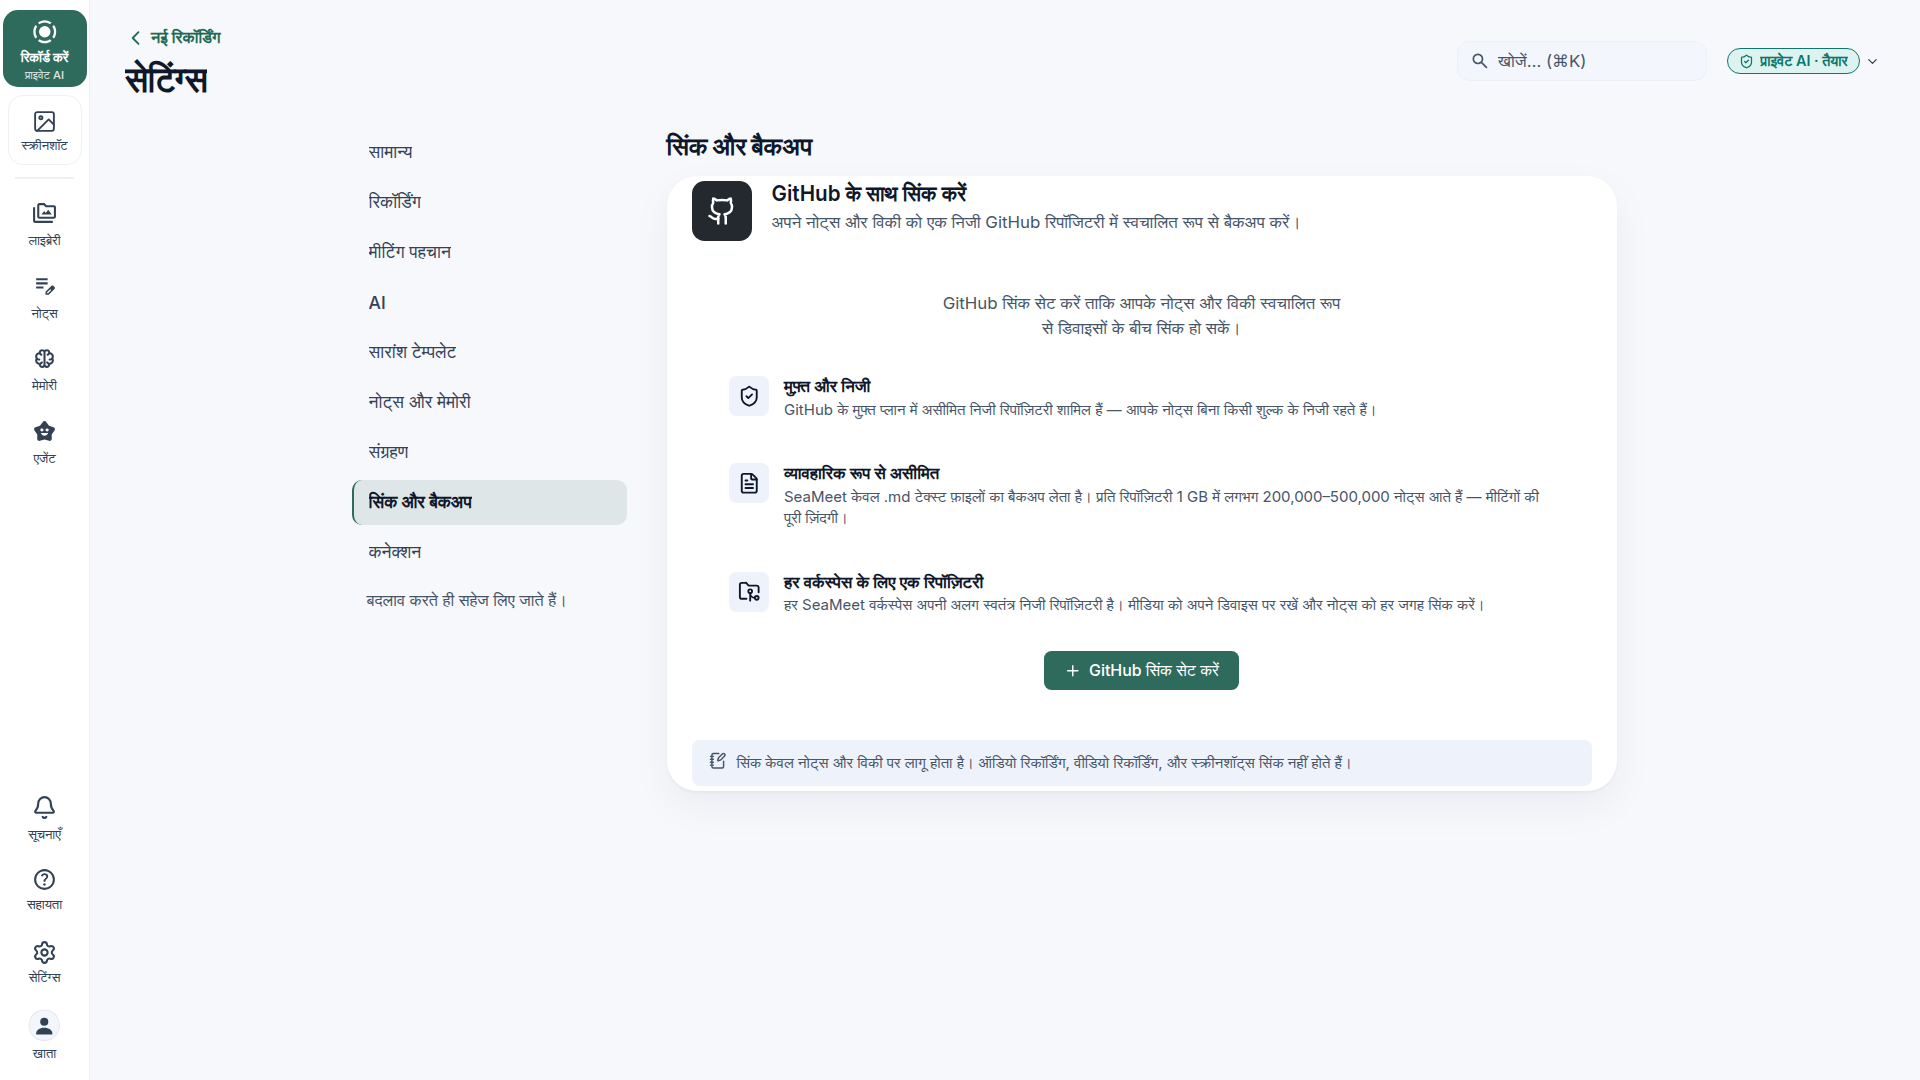 रिकॉर्ड करें
प्राइवेट AI
स्क्रीनशॉट
लाइब्रेरी
नोट्स
मेमोरी
एजेंट
सूचनाएँ
सहायता
सेटिंग्स
खाता
नई रिकॉर्डिंग
सेटिंग्स
खोजें... (⌘K)
प्राइवेट AI · तैयार
सामान्य
रिकॉर्डिंग
मीटिंग पहचान
AI
सारांश टेम्पलेट
नोट्स और मेमोरी
संग्रहण
सिंक और बैकअप
कनेक्शन
बदलाव करते ही सहेज लिए जाते हैं।
सिंक और बैकअप
GitHub के साथ सिंक करें
अपने नोट्स और विकी को एक निजी GitHub रिपॉजिटरी में स्वचालित रूप से बैकअप करें।
GitHub सिंक सेट करें ताकि आपके नोट्स और विकी स्वचालित रूप
से डिवाइसों के बीच सिंक हो सकें।
मुफ़्त और निजी
GitHub के मुफ़्त प्लान में असीमित निजी रिपॉज़िटरी शामिल हैं — आपके नोट्स बिना किसी शुल्क के निजी रहते हैं।
व्यावहारिक रूप से असीमित
SeaMeet केवल .md टेक्स्ट फ़ाइलों का बैकअप लेता है। प्रति रिपॉज़िटरी 1 GB में लगभग 200,000–500,000 नोट्स आते हैं — मीटिंगों की
पूरी ज़िंदगी।
हर वर्कस्पेस के लिए एक रिपॉज़िटरी
हर SeaMeet वर्कस्पेस अपनी अलग स्वतंत्र निजी रिपॉज़िटरी है। मीडिया को अपने डिवाइस पर रखें और नोट्स को हर जगह सिंक करें।
GitHub सिंक सेट करें
सिंक केवल नोट्स और विकी पर लागू होता है। ऑडियो रिकॉर्डिंग, वीडियो रिकॉर्डिंग, और स्क्रीनशॉट्स सिंक नहीं होते हैं।